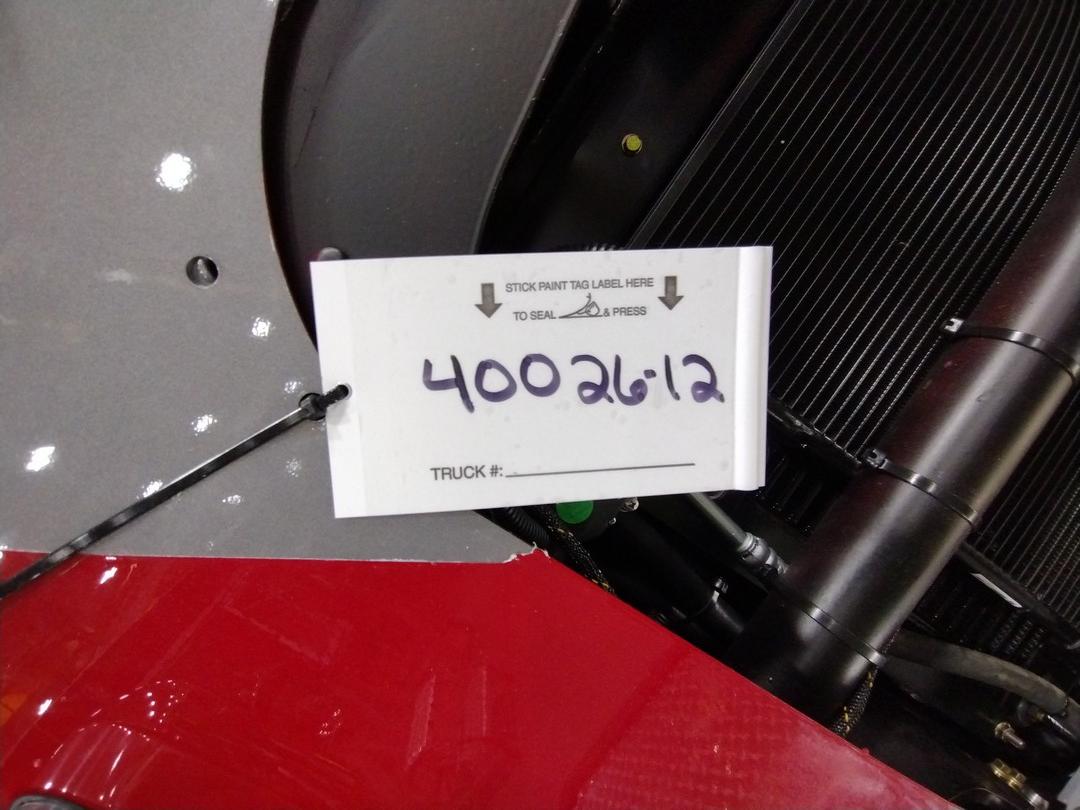 STICK PAINT TAG LABEL HERE
TO SEAL & PRESS
40026-12
TRUCK #: